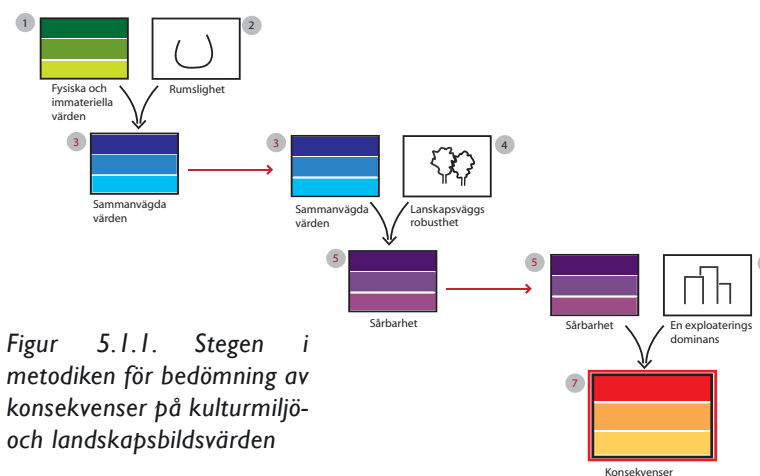 1
2
Fysiska och
immateriella
värden
Rumslighet
3
Sammanvägda
värden
3
4
Sammanvägda
värden
Lanskapsväggs
robusthet
5
Sårbarhet
5
Sårbarhet
En exploaterings
dominans
7
Konsekvenser
Figur 5.1.1. Stegen i
metodiken för bedömning av
konsekvenser på kulturmiljö-
och landskapsbildsvärden